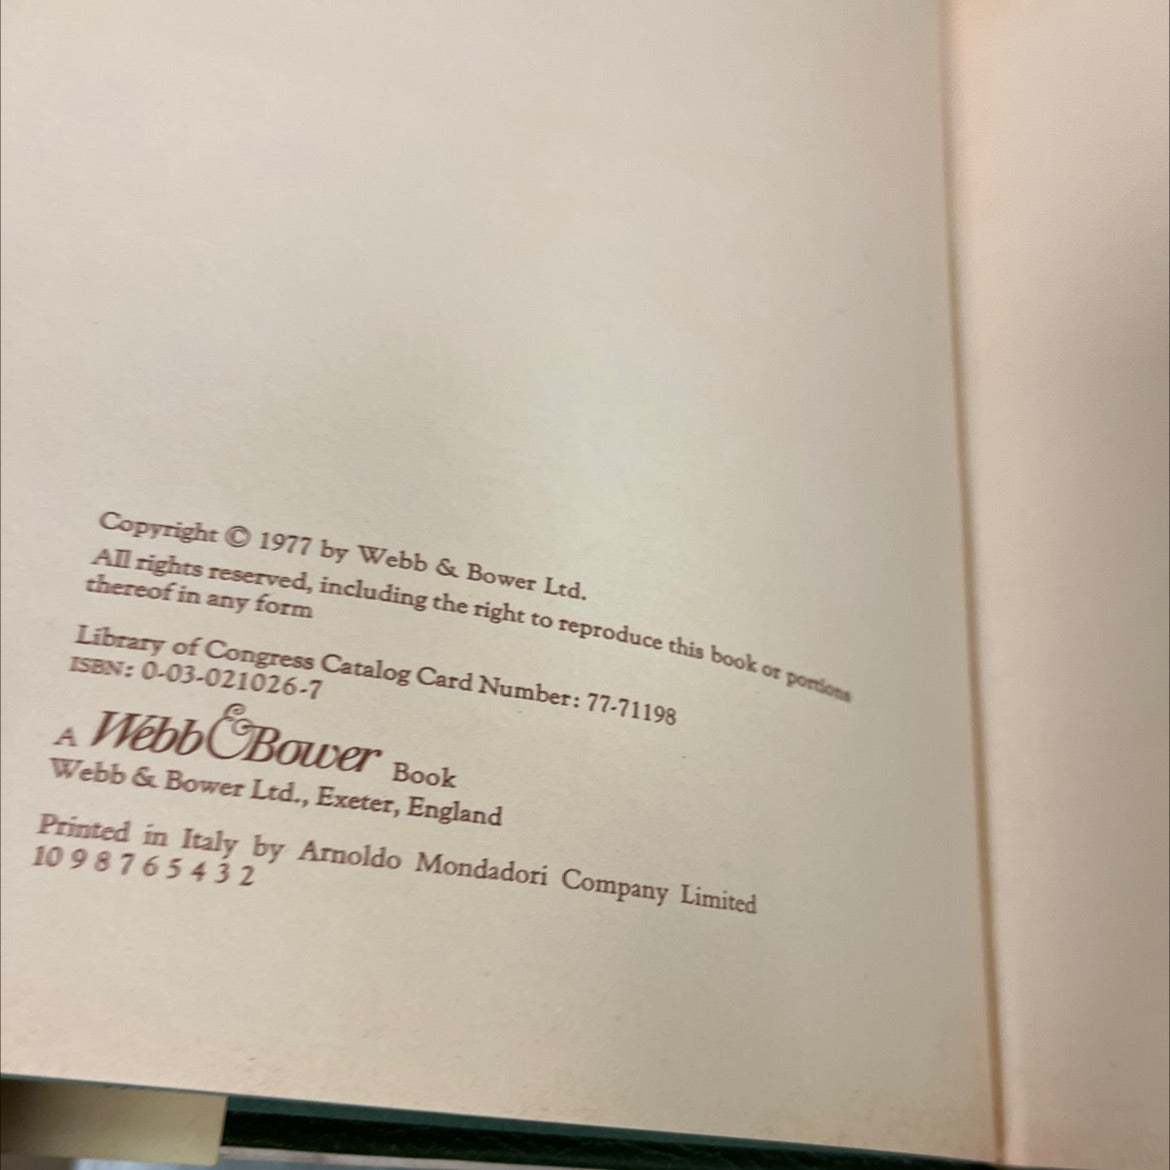 Copyright © 1977 by Webb & Bower Ltd.
All rights reserved, including the right to reproduce this book or portions
thereof in any form
Library of Congress Catalog Card Number: 77-71198
ISBN: 0-03-021026-7
A Webb & Bower Book
Webb & Bower Ltd., Exeter, England
Printed in Italy by Arnoldo Mondadori Company Limited
10 9 8 7 6 5 4 3 2